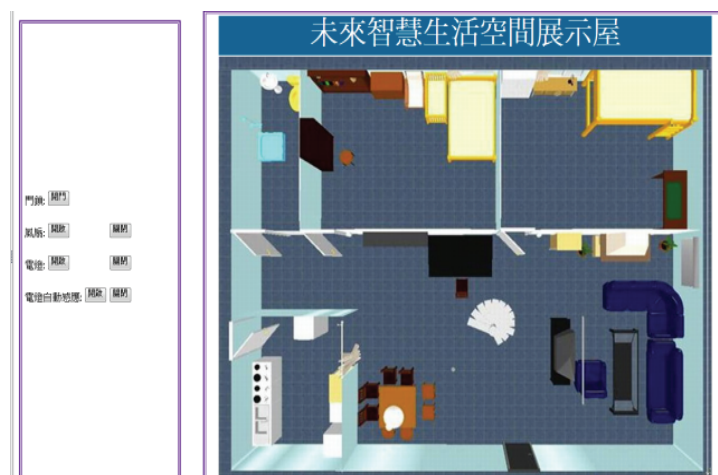 未來智慧生活空間展示屋
門鎖: 開門
風扇: 開啟 關閉
電燈: 開啟 關閉
電燈自動感應: 開啟 關閉